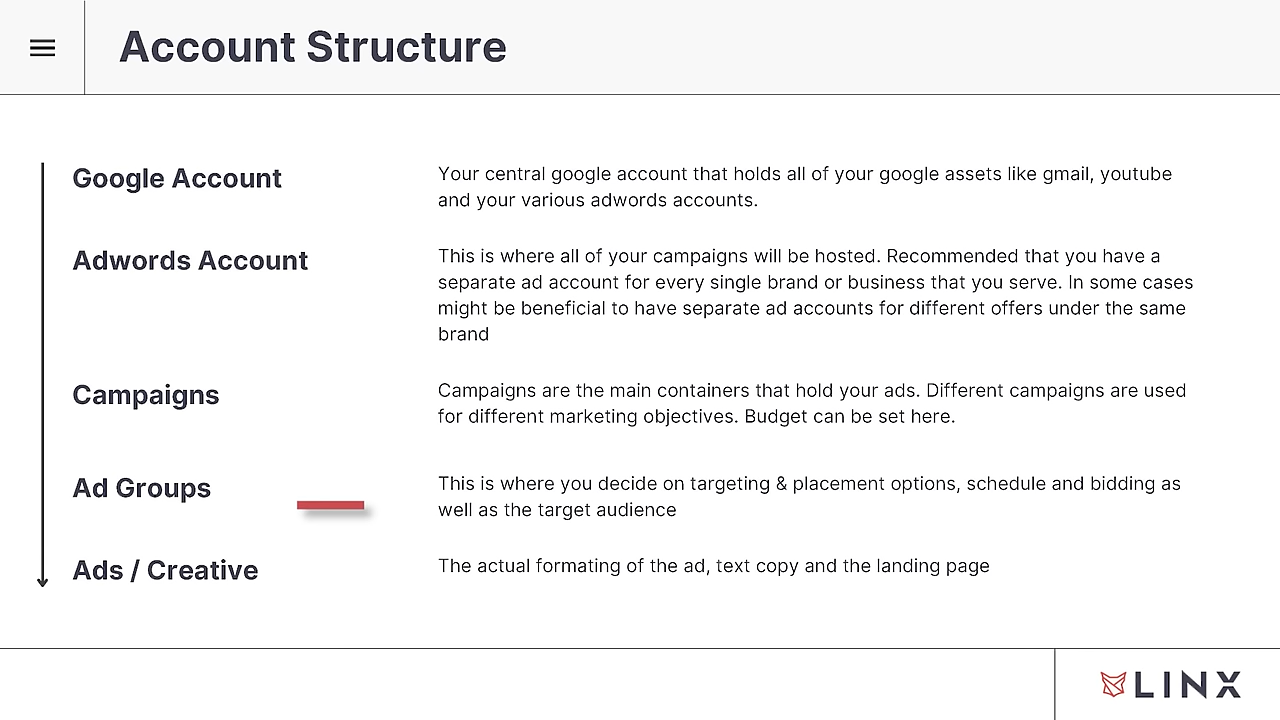 Account Structure
Google Account
Your central google account that holds all of your google assets like gmail, youtube
and your various adwords accounts.
Adwords Account
This is where all of your campaigns will be hosted. Recommended that you have a
separate ad account for every single brand or business that you serve. In some cases
might be beneficial to have separate ad accounts for different offers under the same
brand
Campaigns
Campaigns are the main containers that hold your ads. Different campaigns are used
for different marketing objectives. Budget can be set here.
Ad Groups
This is where you decide on targeting & placement options, schedule and bidding as
well as the target audience
Ads / Creative
The actual formating of the ad, text copy and the landing page
LINX